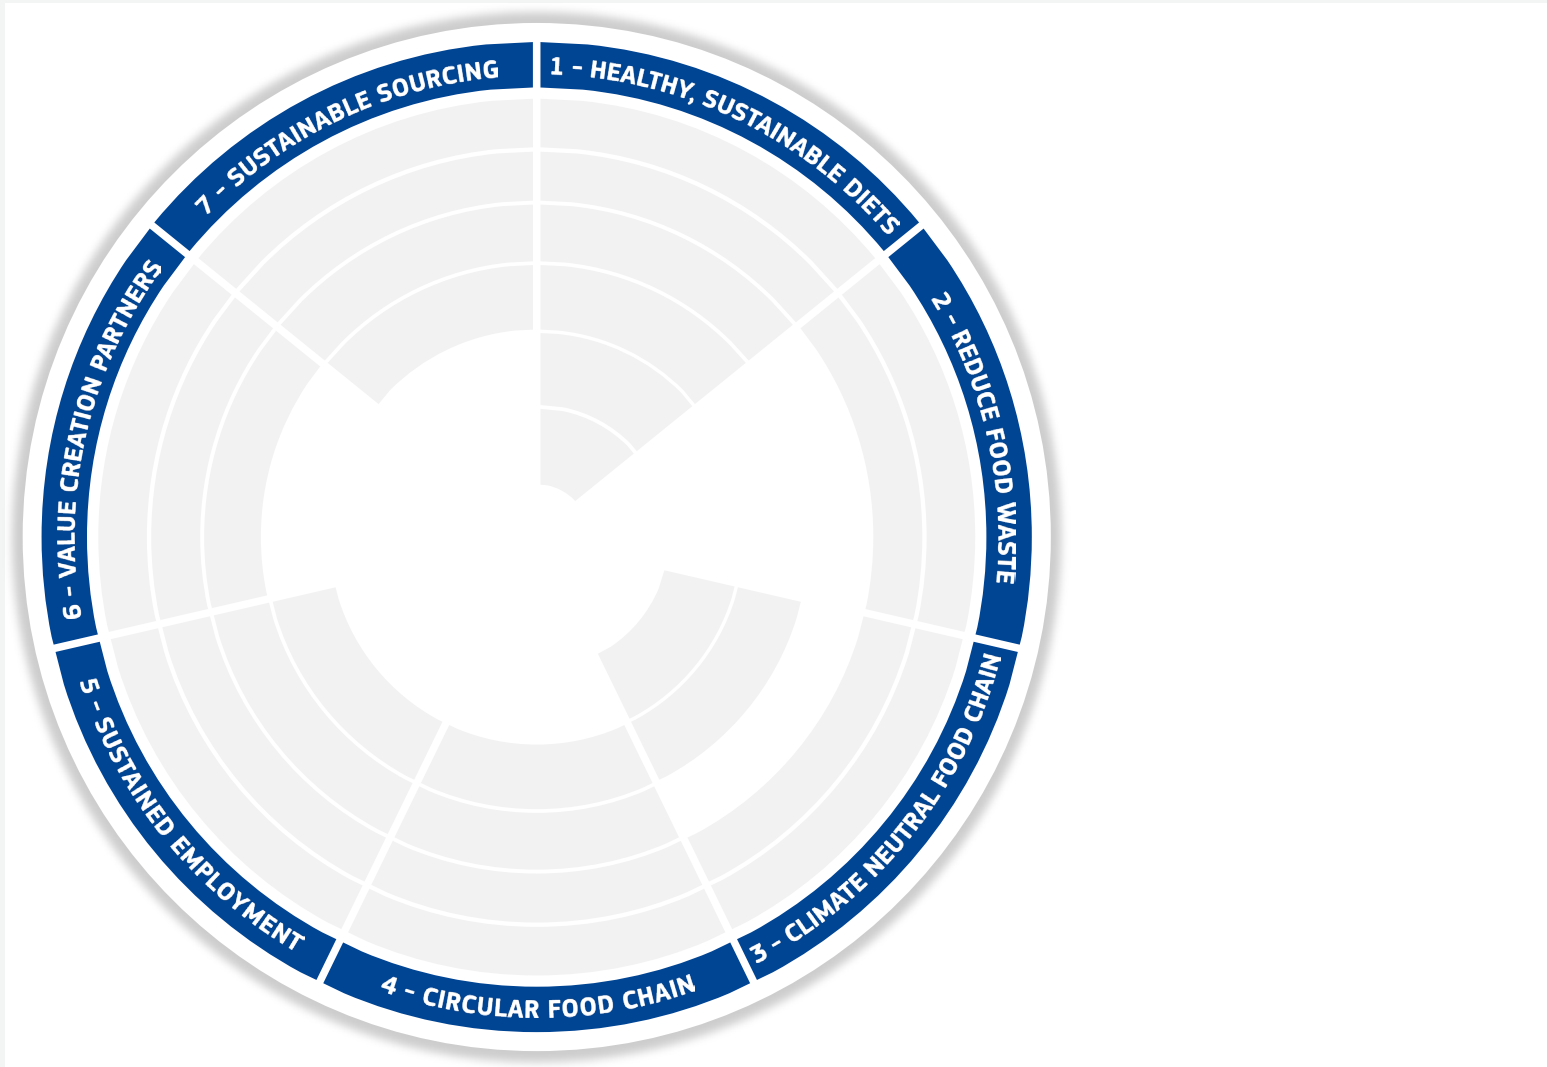 1 - HEALTHY, SUSTAINABLE DIETS
2 - REDUCE FOOD WASTE
3 - CLIMATE NEUTRAL FOOD CHAIN
4 - CIRCULAR FOOD CHAIN
5 - SUSTAINED EMPLOYMENT
6 - VALUE CREATION PARTNERS
7 - SUSTAINABLE SOURCING